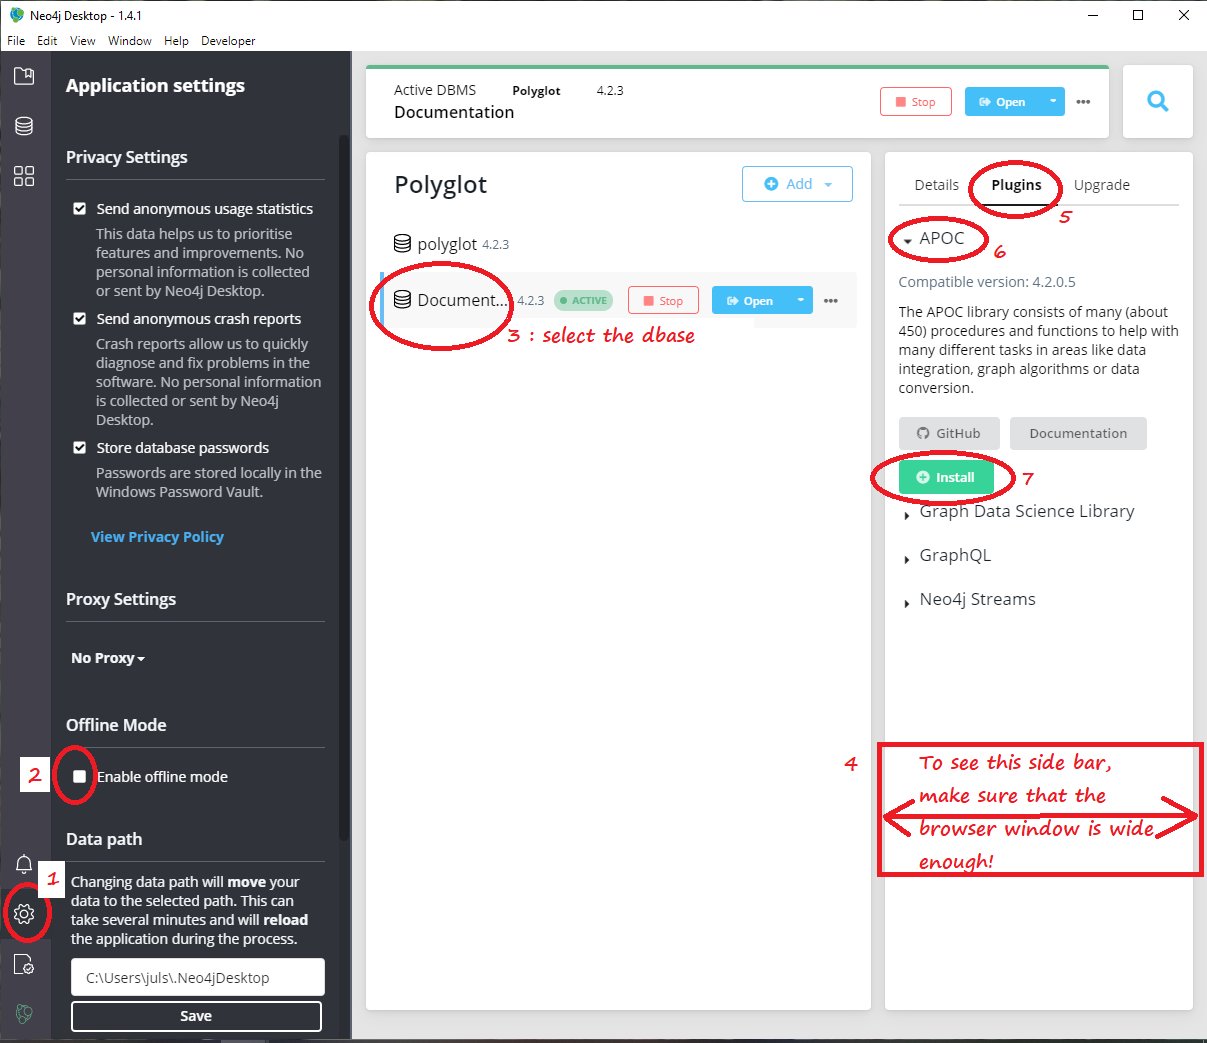 Neo4j Desktop - 1.4.1
File Edit View Window Help Developer
Application settings
Privacy Settings
Send anonymous usage statistics
This data helps us to prioritise
features and improvements. No
personal information is collected
or sent by Neo4j Desktop.
Send anonymous crash reports
Crash reports allow us to quickly
diagnose and fix problems in the
software. No personal information
is collected or sent by Neo4j
Desktop.
Store database passwords
Passwords are stored locally in the
Windows Password Vault.
View Privacy Policy
Proxy Settings
No Proxy
Offline Mode
2
Enable offline mode
Data path
1
Changing data path will move your
data to the selected path. This can
take several minutes and will reload
the application during the process.
C:\Users\juls\.Neo4jDesktop
Save
Active DBMS Polyglot 4.2.3
Documentation
Stop
Open
Polyglot
Add
polyglot 4.2.3
Document... 4.2.3 ACTIVE Stop Open
3 : select the dbase
Details Plugins Upgrade
5
APOC
6
Compatible version: 4.2.0.5
The APOC library consists of many (about
450) procedures and functions to help with
many different tasks in areas like data
integration, graph algorithms or data
conversion.
GitHub Documentation
Install
7
Graph Data Science Library
GraphQL
Neo4j Streams
4
To see this side bar,
make sure that the
browser window is wide
enough!